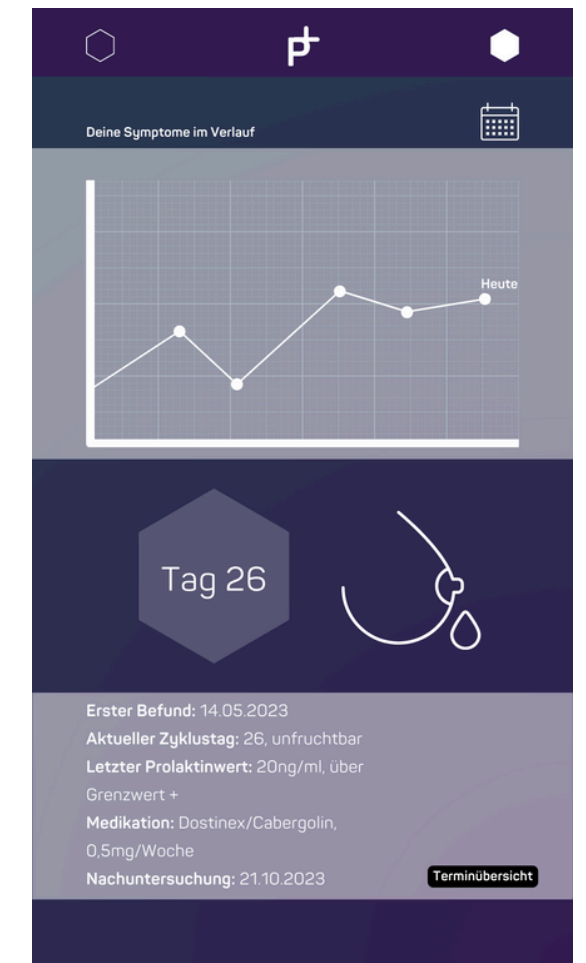 p+
Deine Symptome im Verlauf
Heute
Tag 26
Erster Befund: 14.05.2023
Aktueller Zyklustag: 26, unfruchtbar
Letzter Prolaktinwert: 20ng/ml, über
Grenzwert +
Medikation: Dostinex/Cabergolin,
0,5mg/Woche
Nachuntersuchung: 21.10.2023
Terminübersicht